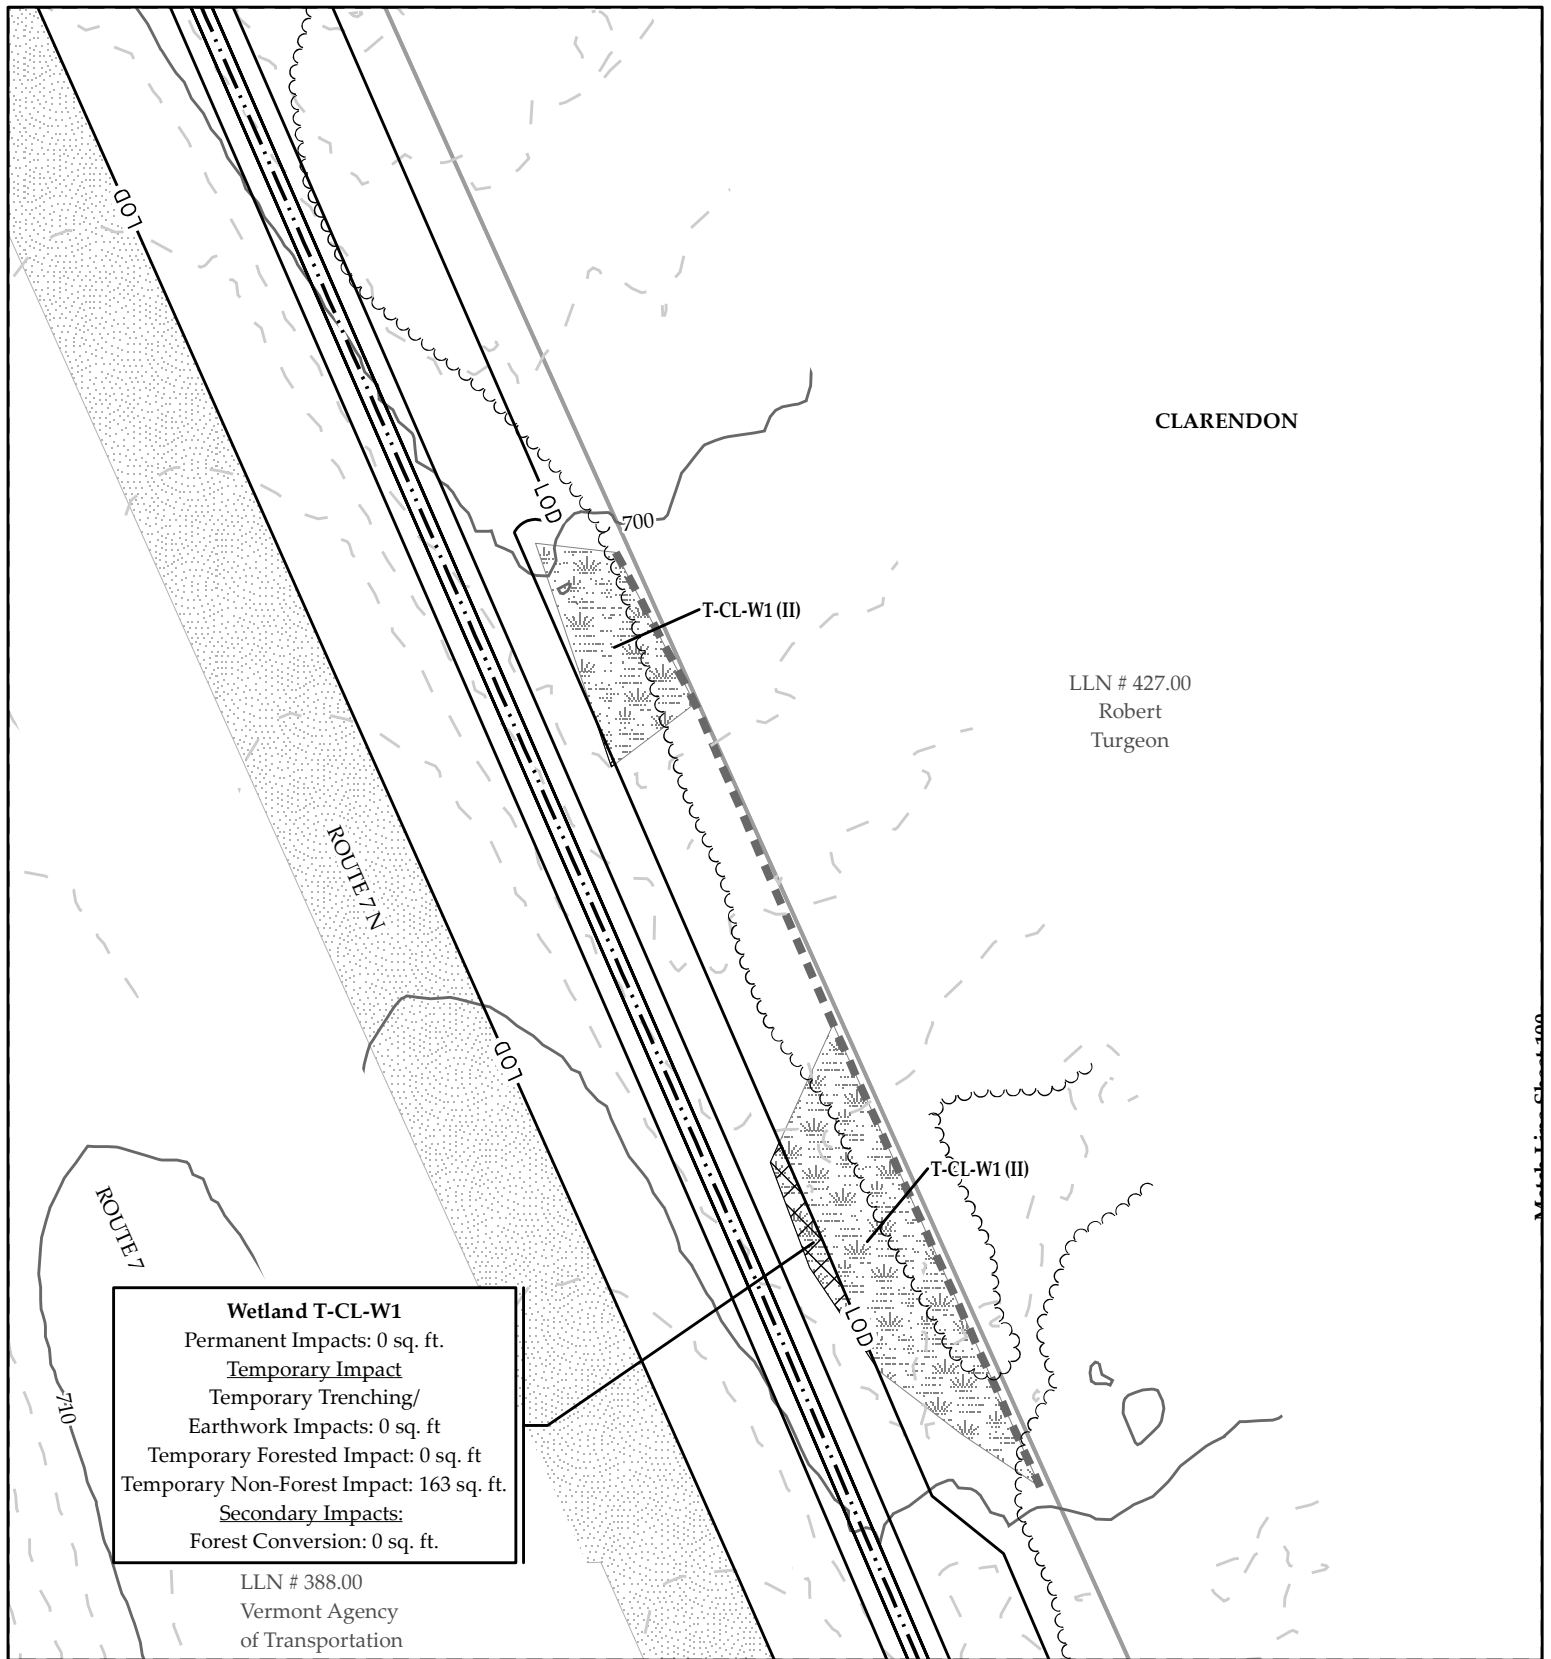 LOD
CLARENDON
LOD
700
T-CL-W1 (II)
LLN # 427.00
Robert
Turgeon
ROUTE 7 N
LOD
T-CL-W1 (II)
ROUTE 7
LOD
710
Wetland T-CL-W1
Permanent Impacts: 0 sq. ft.
Temporary Impact
Temporary Trenching/
Earthwork Impacts: 0 sq. ft
Temporary Forested Impact: 0 sq. ft
Temporary Non-Forest Impact: 163 sq. ft.
Secondary Impacts:
Forest Conversion: 0 sq. ft.
LLN # 388.00
Vermont Agency
of Transportation